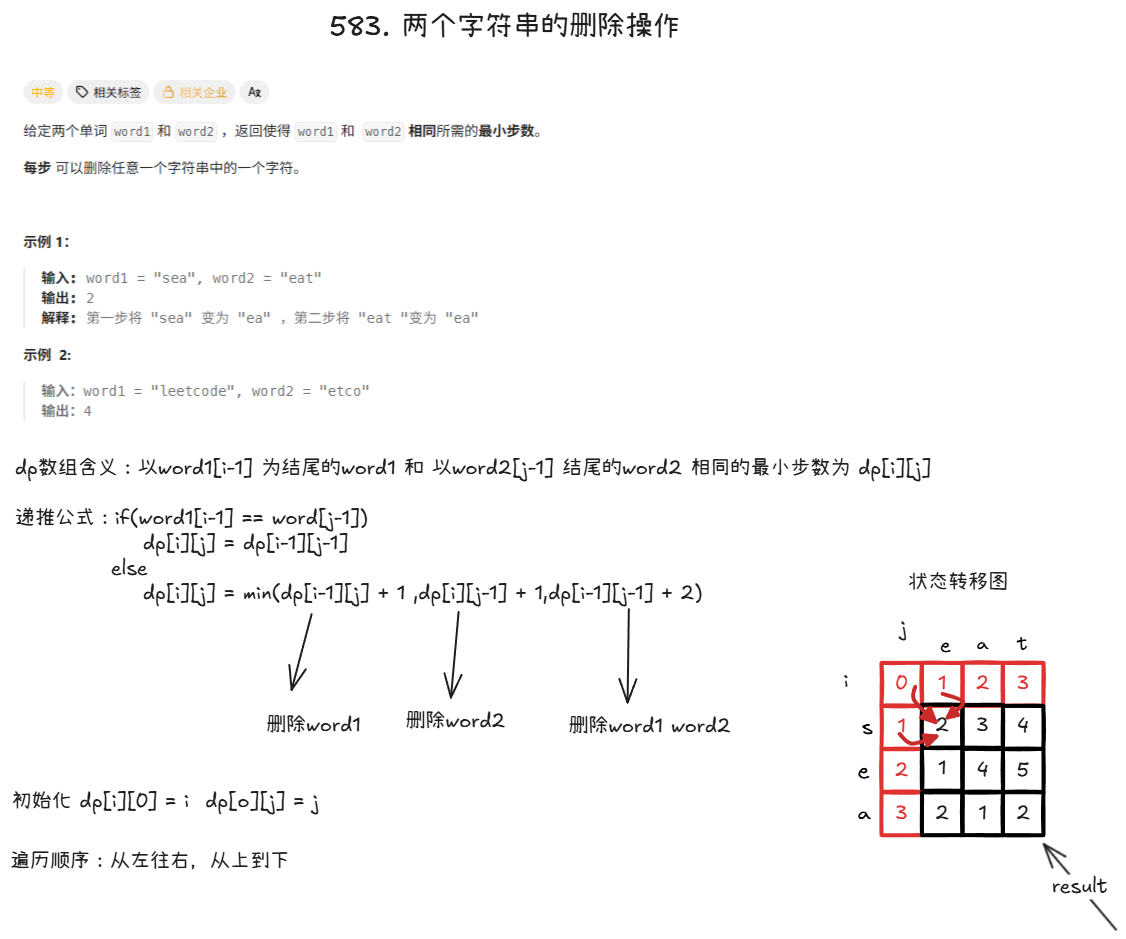 583. 两个字符串的删除操作
中等 相关标签 相关企业 Az
给定两个单词 word1 和 word2 ，返回使得 word1 和 word2 相同所需的最小步数。
每步 可以删除任意一个字符串中的一个字符。
示例 1：
输入: word1 = "sea", word2 = "eat"
输出: 2
解释: 第一步将 "sea" 变为 "ea" ，第二步将 "eat "变为 "ea"
示例 2:
输入：word1 = "leetcode", word2 = "etco"
输出：4
dp数组含义：以word1[i-1] 为结尾的word1 和 以word2[j-1] 结尾的word2 相同的最小步数为 dp[i][j]
递推公式：if(word1[i-1] == word[j-1])
dp[i][j] = dp[i-1][j-1]
else
dp[i][j] = min(dp[i-1][j] + 1 ,dp[i][j-1] + 1,dp[i-1][j-1] + 2)
删除word1 删除word2 删除word1 word2
初始化 dp[i][0] = i dp[o][j] = j
遍历顺序：从左往右，从上到下
状态转移图
j
e a t
i 0 1 2 3
s 1 2 3 4
e 2 1 4 5
a 3 2 1 2
result